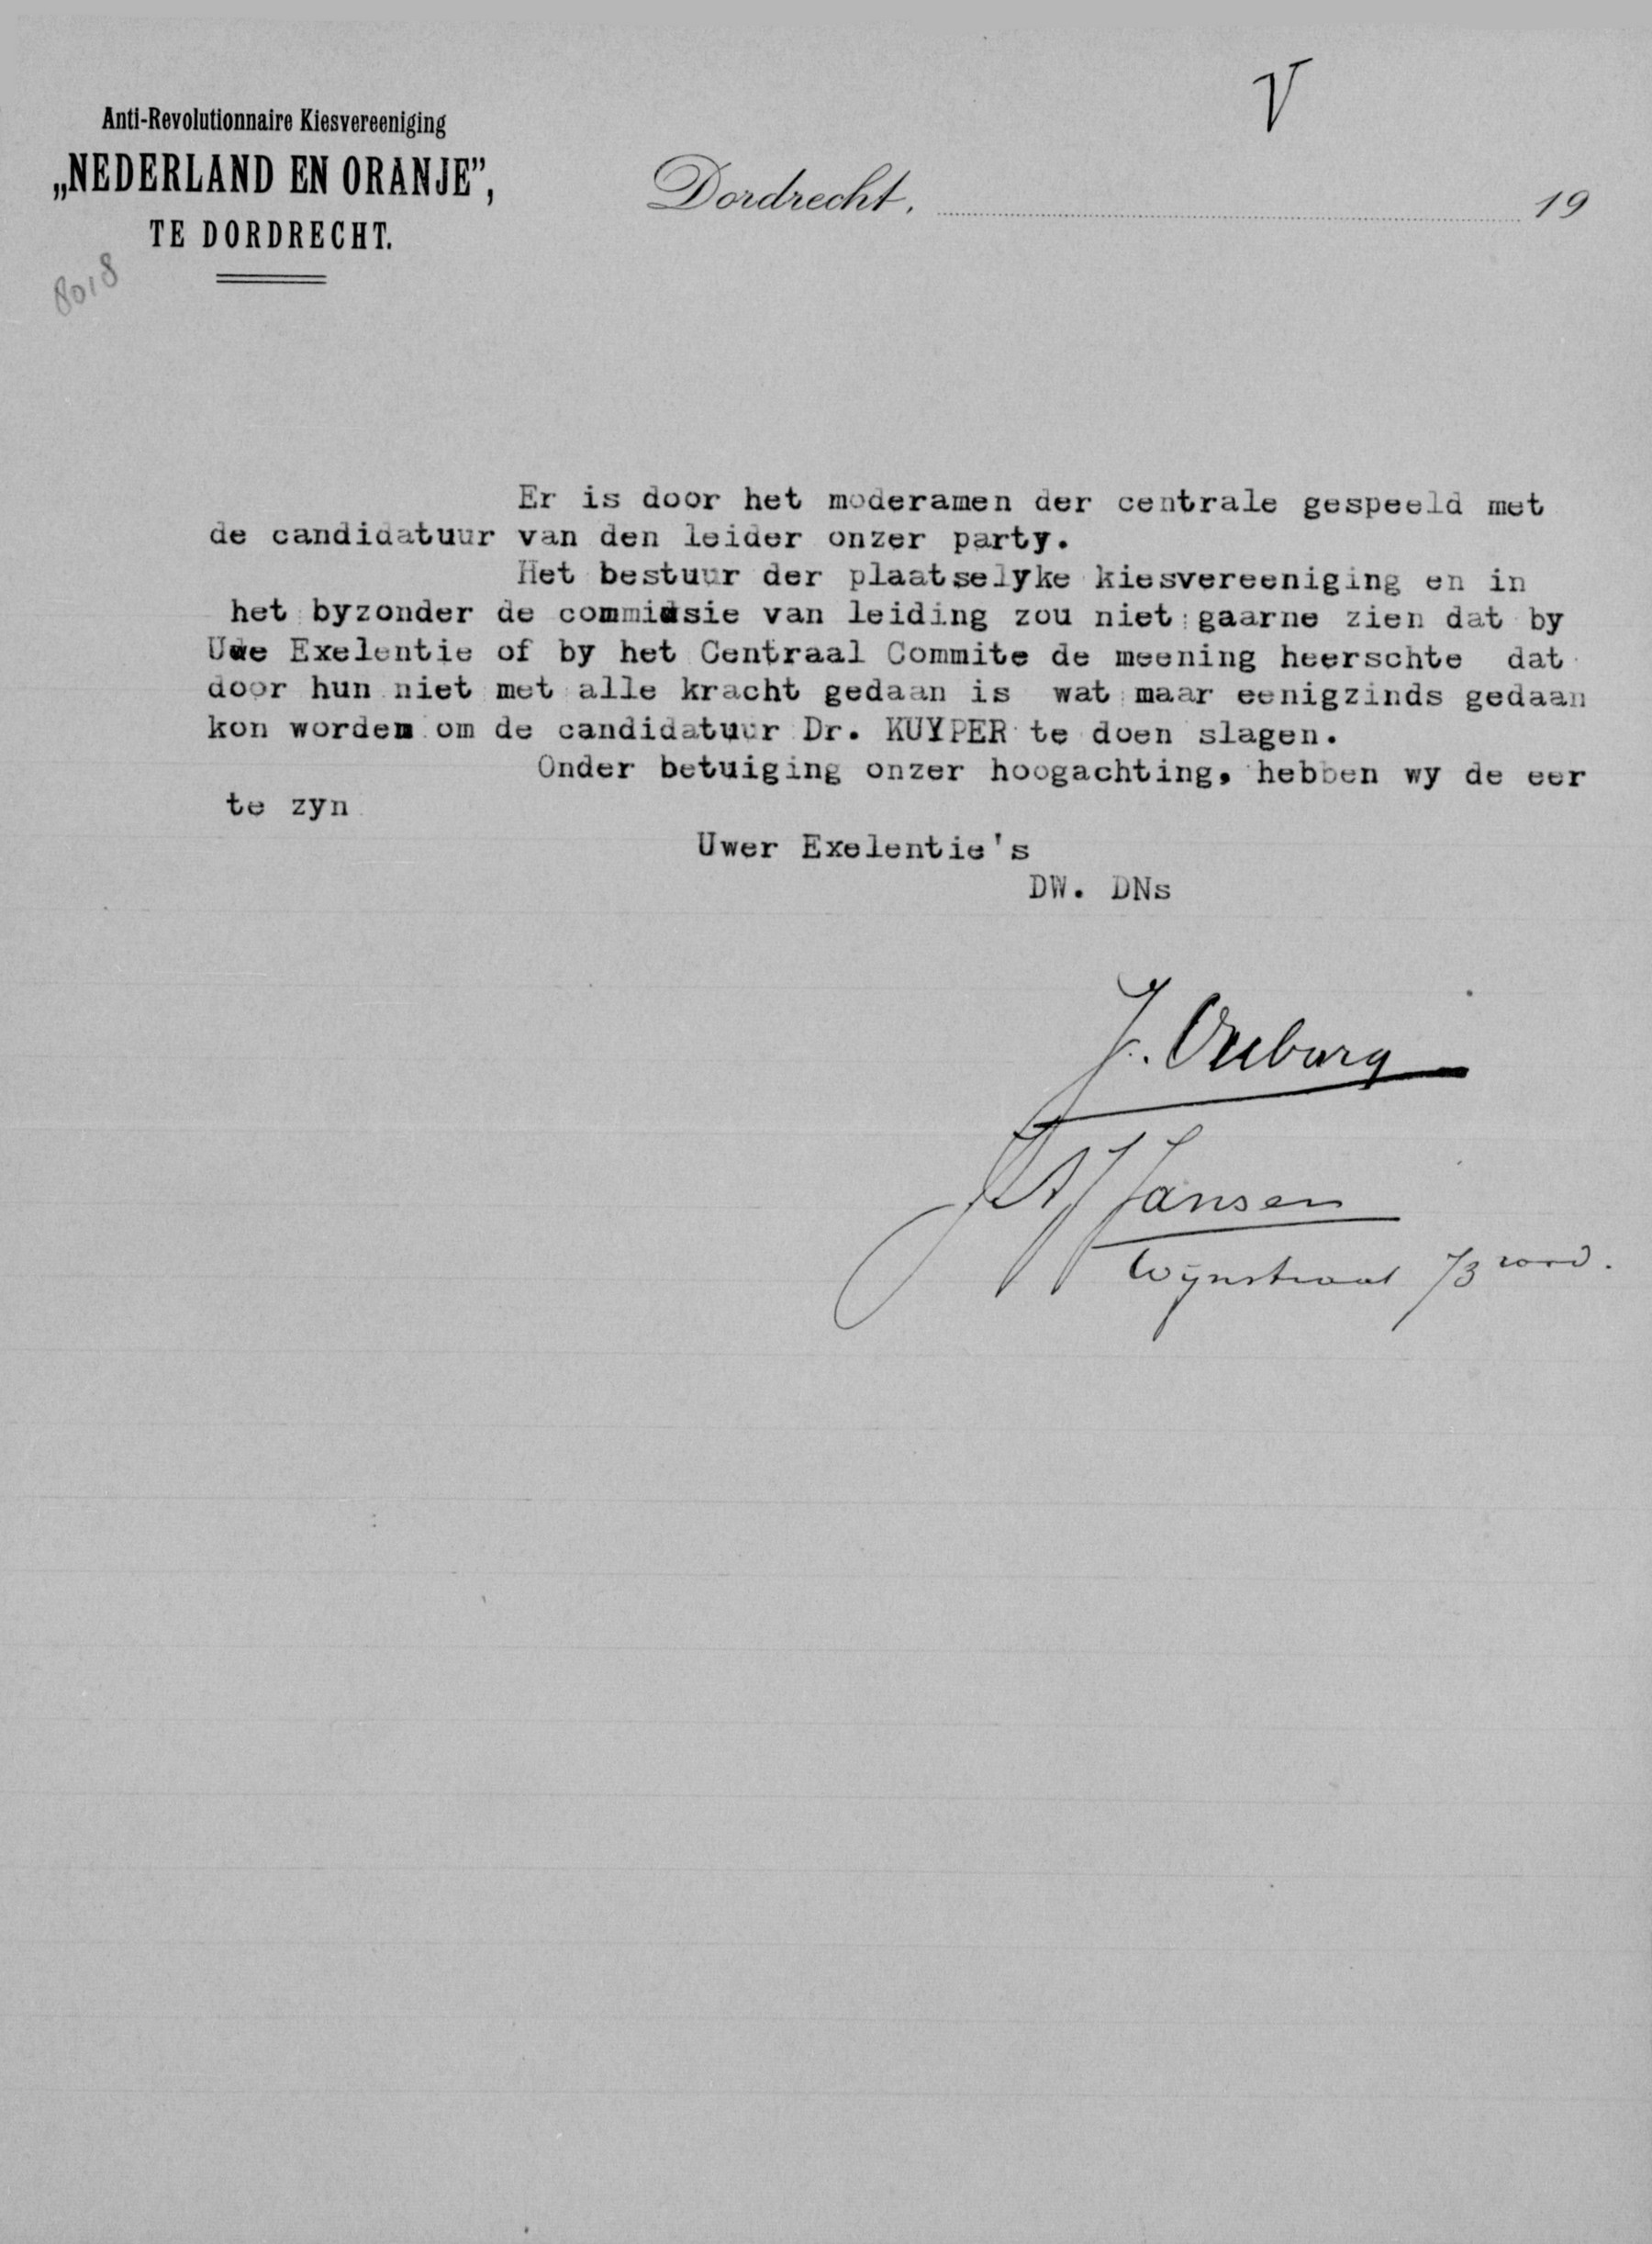 V
Anti-Revolutionnaire Kiesvereeniging
„NEDERLAND EN ORANJE”,
TE DORDRECHT.
Dordrecht, 19
8018
Er is door het moderamen der centrale gespeeld met
de candidatuur van den leider onzer party.
Het bestuur der plaatselyke kiesvereeniging en in
het byzonder de commissie van leiding zou niet gaarne zien dat by
Uwe Exelentie of by het Centraal Commite de meening heerschte dat
door hun niet met alle kracht gedaan is wat maar eenigzinds gedaan
kon worden om de candidatuur Dr. KUYPER te doen slagen.
Onder betuiging onzer hoogachting, hebben wy de eer
te zyn
Uwer Exelentie's
DW. DNs
J.
Jansen
Wijnstraat 73 rood.